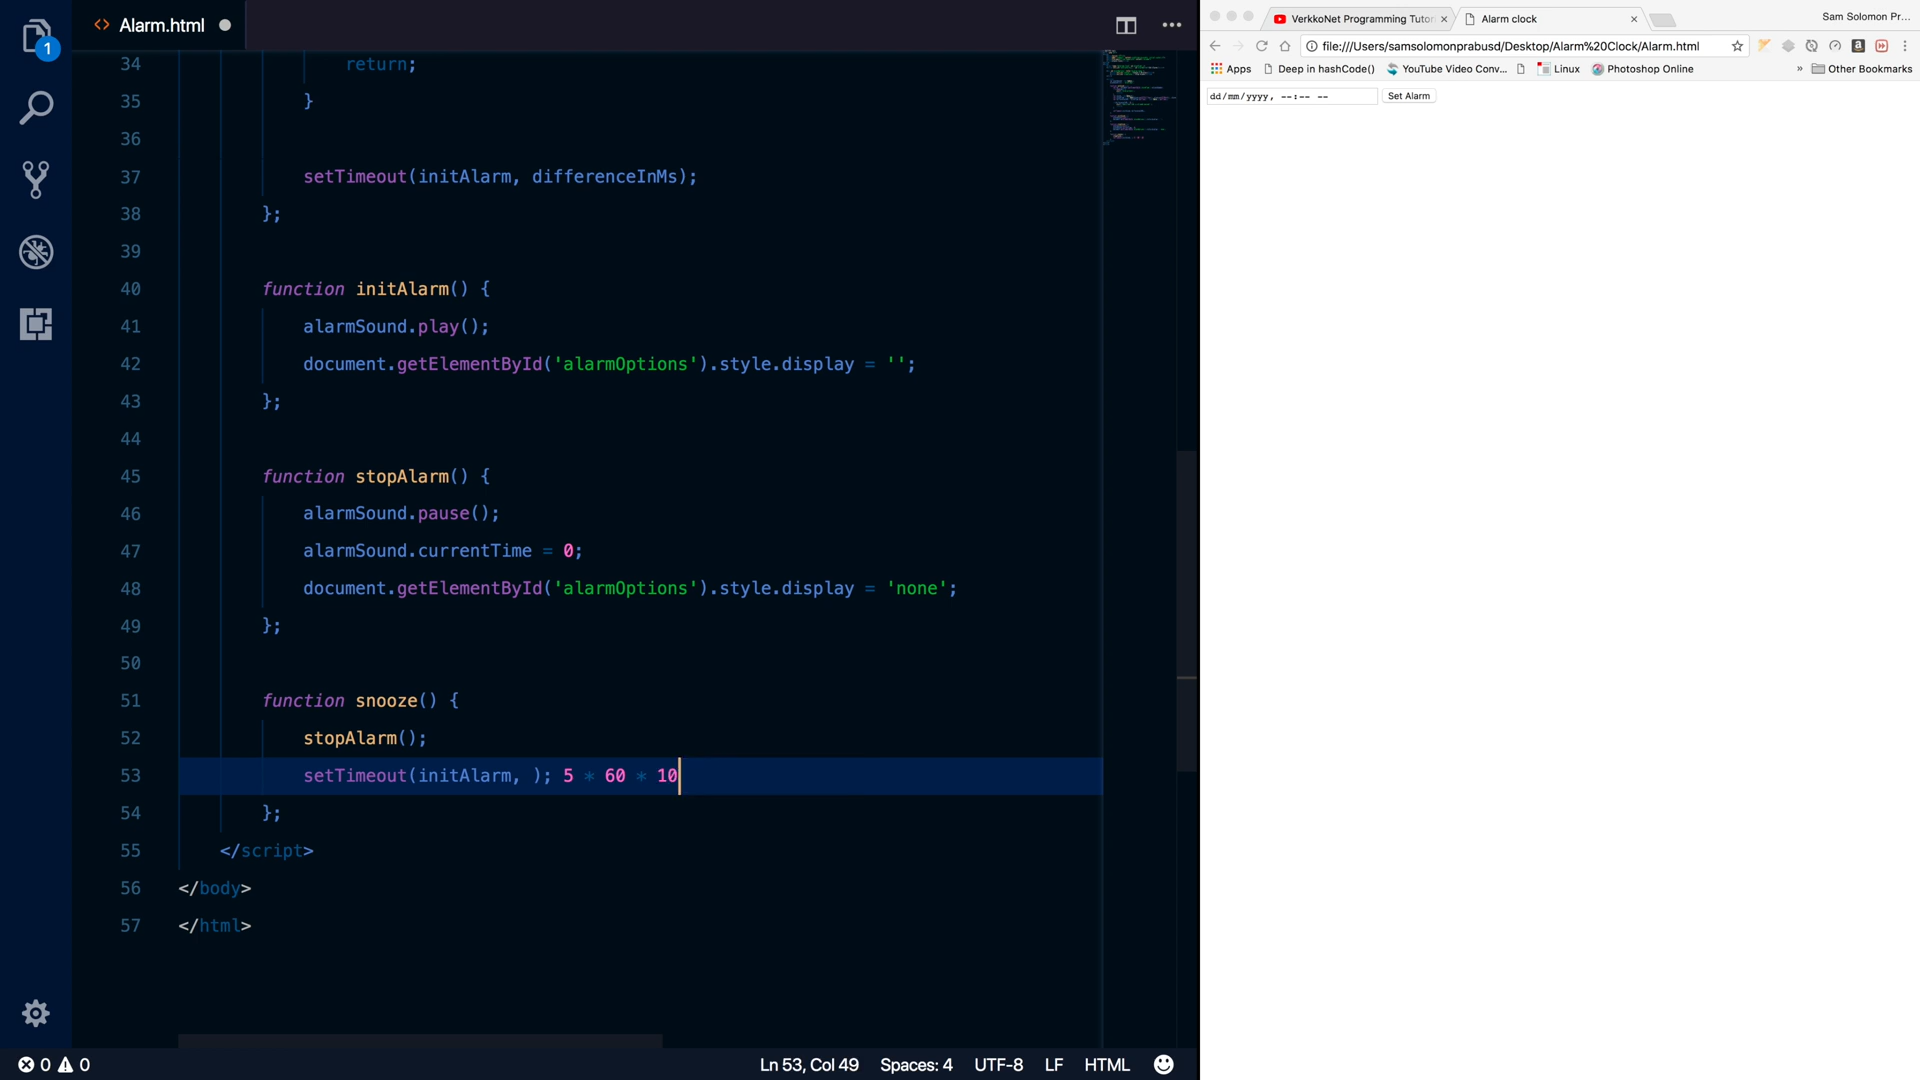 1
<> Alarm.html
34 return;
35 }
36
37 setTimeout(initAlarm, differenceInMs);
38 };
39
40 function initAlarm() {
41 alarmSound.play();
42 document.getElementById('alarmOptions').style.display = '';
43 };
44
45 function stopAlarm() {
46 alarmSound.pause();
47 alarmSound.currentTime = 0;
48 document.getElementById('alarmOptions').style.display = 'none';
49 };
50
51 function snooze() {
52 stopAlarm();
53 setTimeout(initAlarm, ); 5 * 60 * 10
54 };
55 </script>
56 </body>
57 </html>
0 0 Ln 53, Col 49 Spaces: 4 UTF-8 LF HTML
VerkkoNet Programming Tutor Alarm clock Sam Solomon Pr...
file:///Users/samsolomonprabusd/Desktop/Alarm%20Clock/Alarm.html
Apps Deep in hashCode() YouTube Video Conv... Linux Photoshop Online » Other Bookmarks
dd/mm/yyyy, --:-- -- Set Alarm